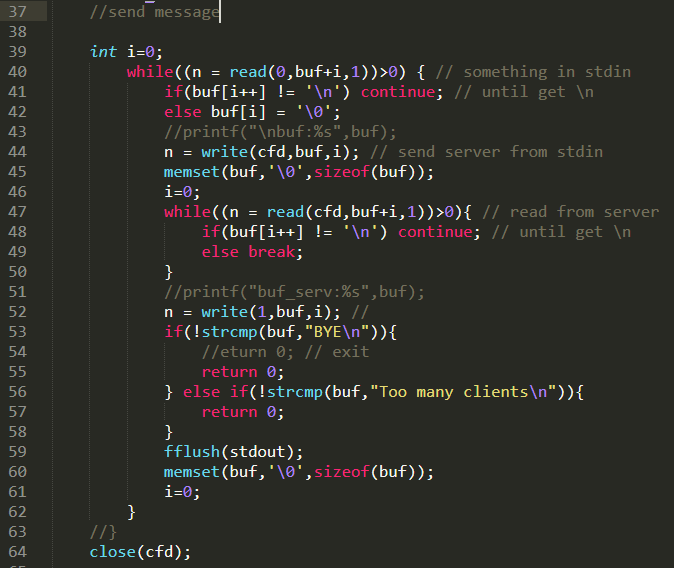 37 //send message
38
39 int i=0;
40 while((n = read(0,buf+i,1))>0) { // something in stdin
41 if(buf[i++] != '\n') continue; // until get \n
42 else buf[i] = '\0';
43 //printf("\nbuf:%s",buf);
44 n = write(cfd,buf,i); // send server from stdin
45 memset(buf,'\0',sizeof(buf));
46 i=0;
47 while((n = read(cfd,buf+i,1))>0){ // read from server
48 if(buf[i++] != '\n') continue; // until get \n
49 else break;
50 }
51 //printf("buf_serv:%s",buf);
52 n = write(1,buf,i); //
53 if(!strcmp(buf,"BYE\n")){
54 //eturn 0; // exit
55 return 0;
56 } else if(!strcmp(buf,"Too many clients\n")){
57 return 0;
58 }
59 fflush(stdout);
60 memset(buf,'\0',sizeof(buf));
61 i=0;
62 }
63 //}
64 close(cfd);